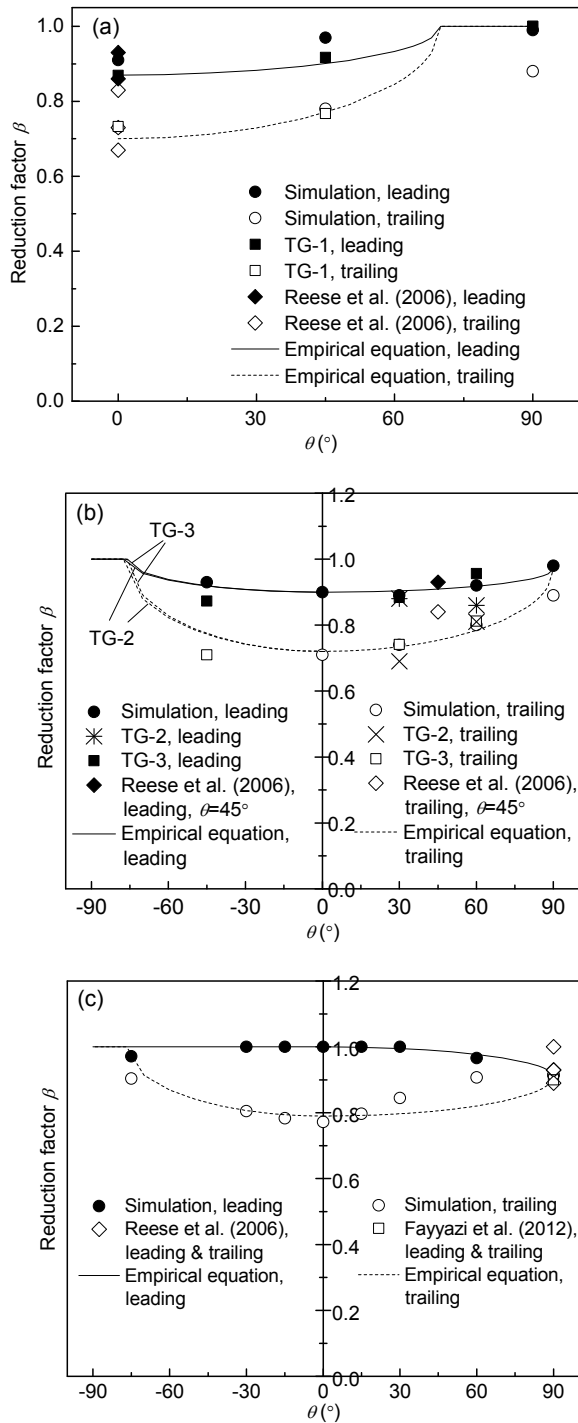 (a)
1.0
0.8
0.6
0.4
0.2
0.0
Reduction factor β
Simulation, leading
Simulation, trailing
TG-1, leading
TG-1, trailing
Reese et al. (2006), leading
Reese et al. (2006), trailing
Empirical equation, leading
Empirical equation, trailing
0 30 60 90
θ (°)
(b)
1.2
1.0
0.8
0.6
0.4
0.2
0.0
Reduction factor β
TG-3
TG-2
Simulation, leading
TG-2, leading
TG-3, leading
Reese et al. (2006),
leading, θ=45°
Empirical equation,
leading
Simulation, trailing
TG-2, trailing
TG-3, trailing
Reese et al. (2006),
trailing, θ=45°
Empirical equation,
trailing
-90 -60 -30 0 30 60 90
θ (°)
(c)
1.2
1.0
0.8
0.6
0.4
0.2
0.0
Reduction factor β
Simulation, leading
Reese et al. (2006),
leading & trailing
Empirical equation,
leading
Simulation, trailing
Fayyazi et al. (2012),
leading & trailing
Empirical equation,
trailing
-90 -60 -30 0 30 60 90
θ (°)